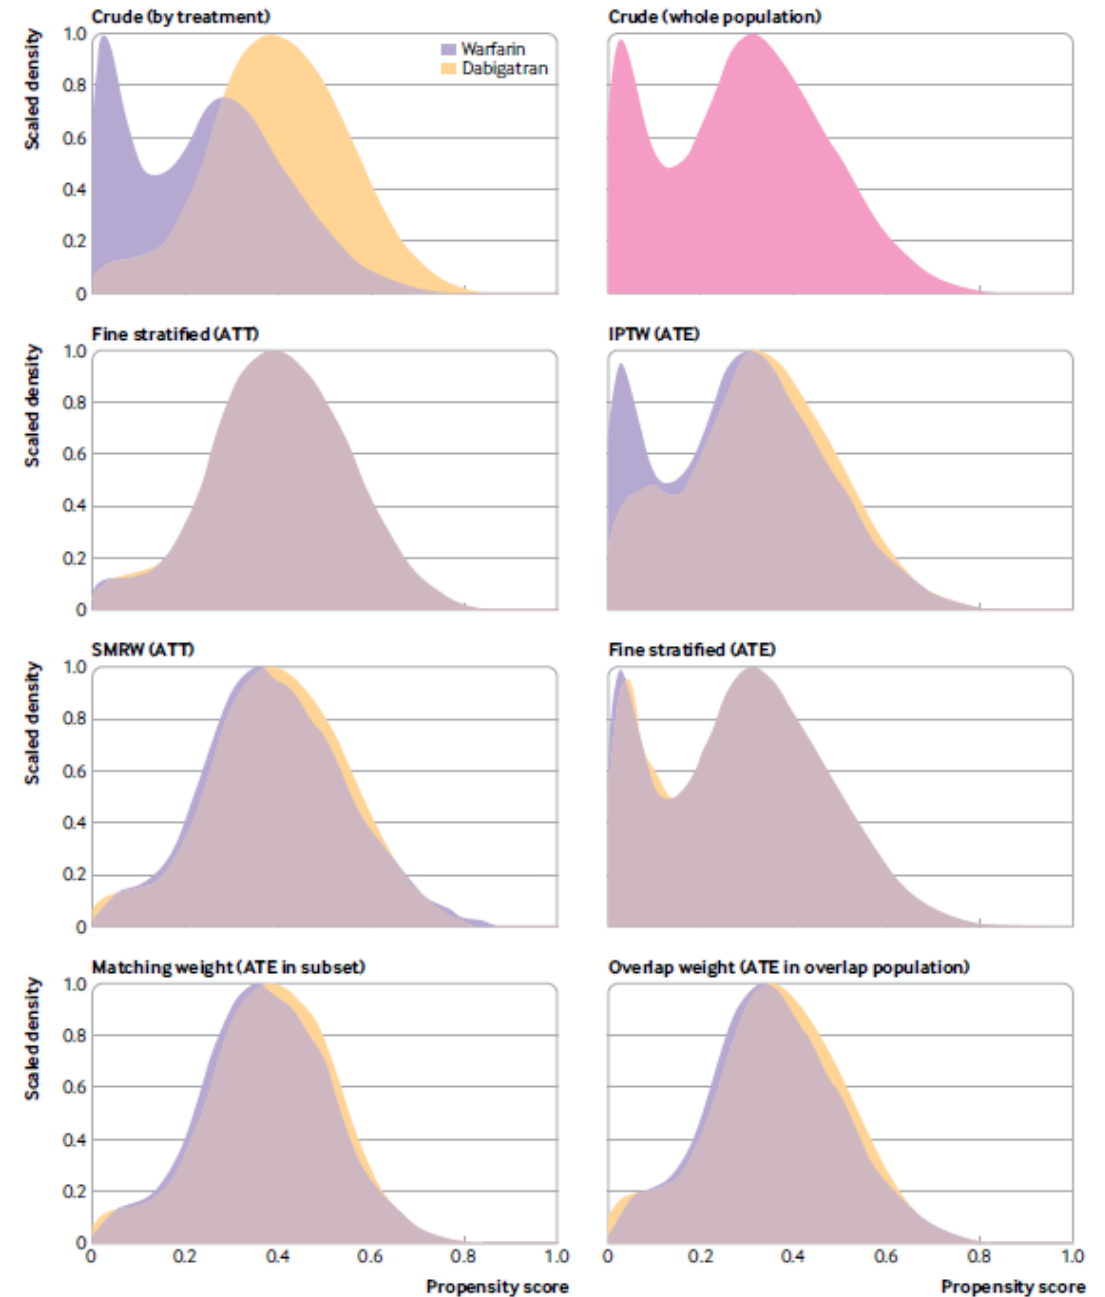 Crude (by treatment)
Crude (whole population)
Scaled density
1.0
0.8
0.6
0.4
0.2
0
Warfarin
Dabigatran
Fine stratified (ATT)
IPTW (ATE)
Scaled density
1.0
0.8
0.6
0.4
0.2
0
SMRW (ATT)
Fine stratified (ATE)
Scaled density
1.0
0.8
0.6
0.4
0.2
0
Matching weight (ATE in subset)
Overlap weight (ATE in overlap population)
Scaled density
1.0
0.8
0.6
0.4
0.2
0
0 0.2 0.4 0.6 0.8 1.0
0 0.2 0.4 0.6 0.8 1.0
Propensity score
Propensity score